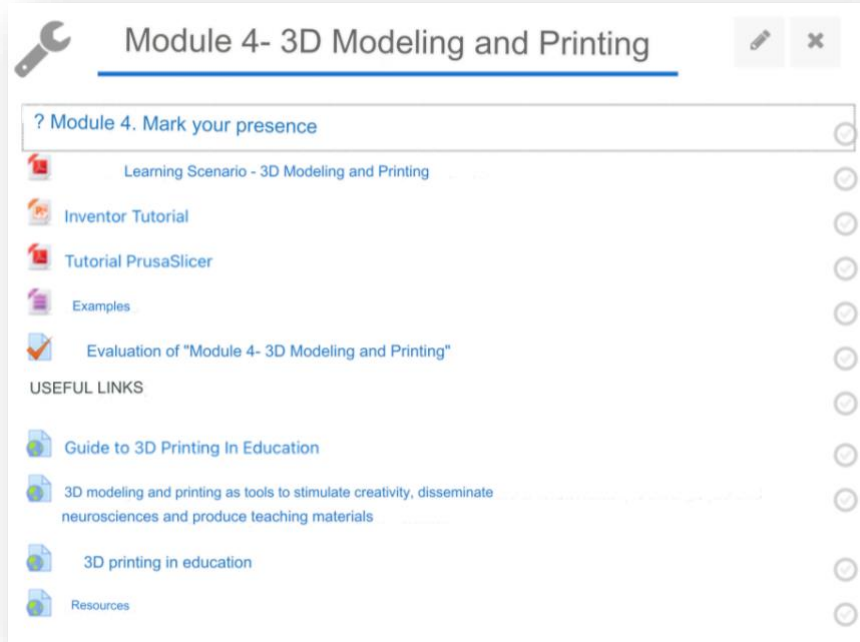 Module 4- 3D Modeling and Printing
? Module 4. Mark your presence
Learning Scenario - 3D Modeling and Printing
Inventor Tutorial
Tutorial PrusaSlicer
Examples
Evaluation of "Module 4- 3D Modeling and Printing"
USEFUL LINKS
Guide to 3D Printing In Education
3D modeling and printing as tools to stimulate creativity, disseminate
neurosciences and produce teaching materials
3D printing in education
Resources